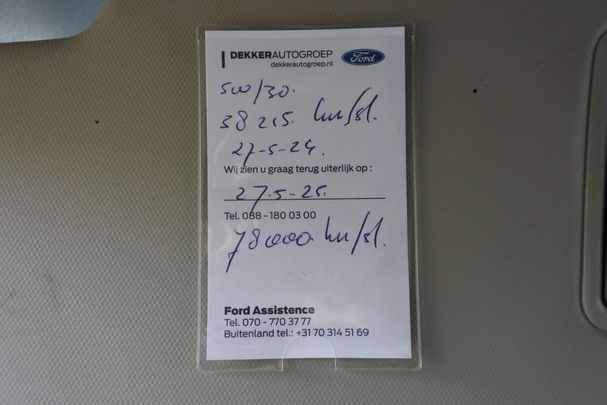 DEKKERAUTOGROEP Ford
dekkerautogroep.nl
5W/30.
38215. km/sl.
27-5-24.
Wij zien u graag terug uiterlijk op :
27-5-25.
Tel. 088 - 180 03 00
78000. km/sl.
Ford Assistence
Tel. 070 - 770 37 77
Buitenland tel.: +31 70 314 51 69